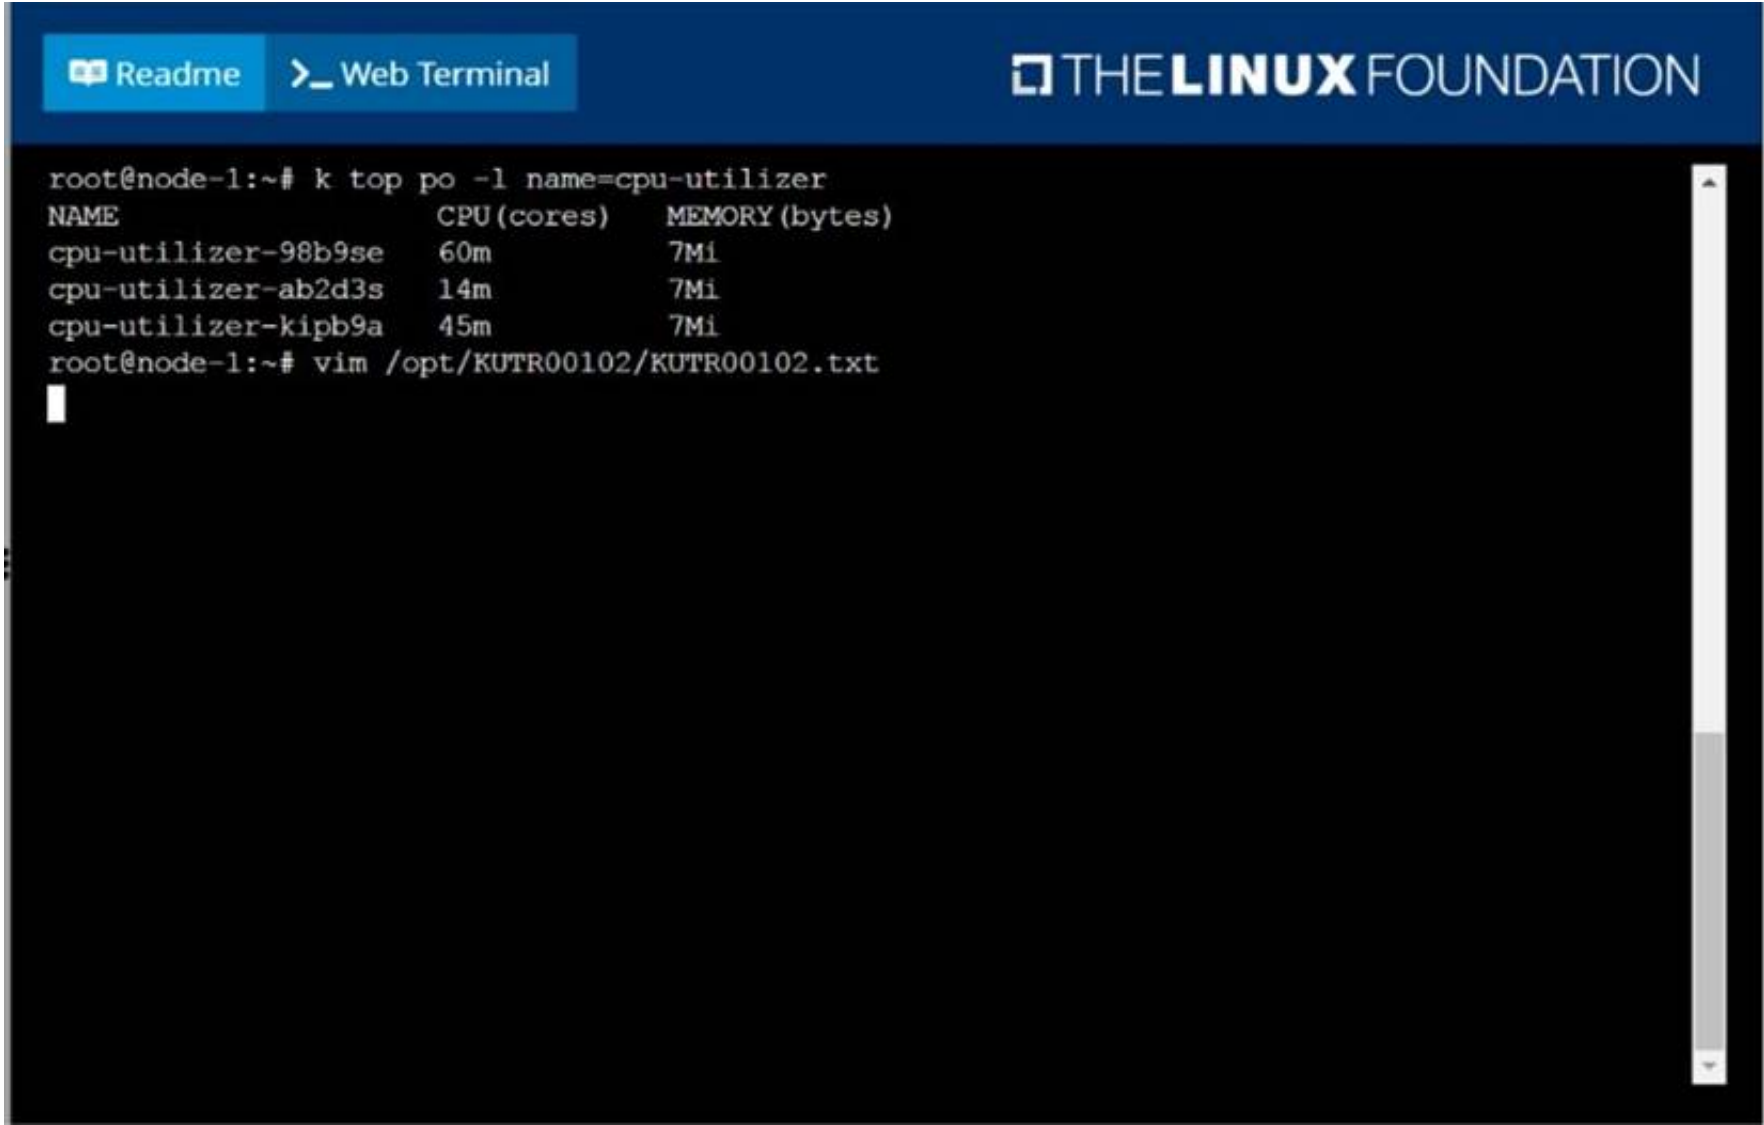 Readme >_ Web Terminal THE LINUX FOUNDATION
root@node-1:~# k top po -l name=cpu-utilizer
NAME CPU(cores) MEMORY(bytes)
cpu-utilizer-98b9se 60m 7Mi
cpu-utilizer-ab2d3s 14m 7Mi
cpu-utilizer-kipb9a 45m 7Mi
root@node-1:~# vim /opt/KUTR00102/KUTR00102.txt